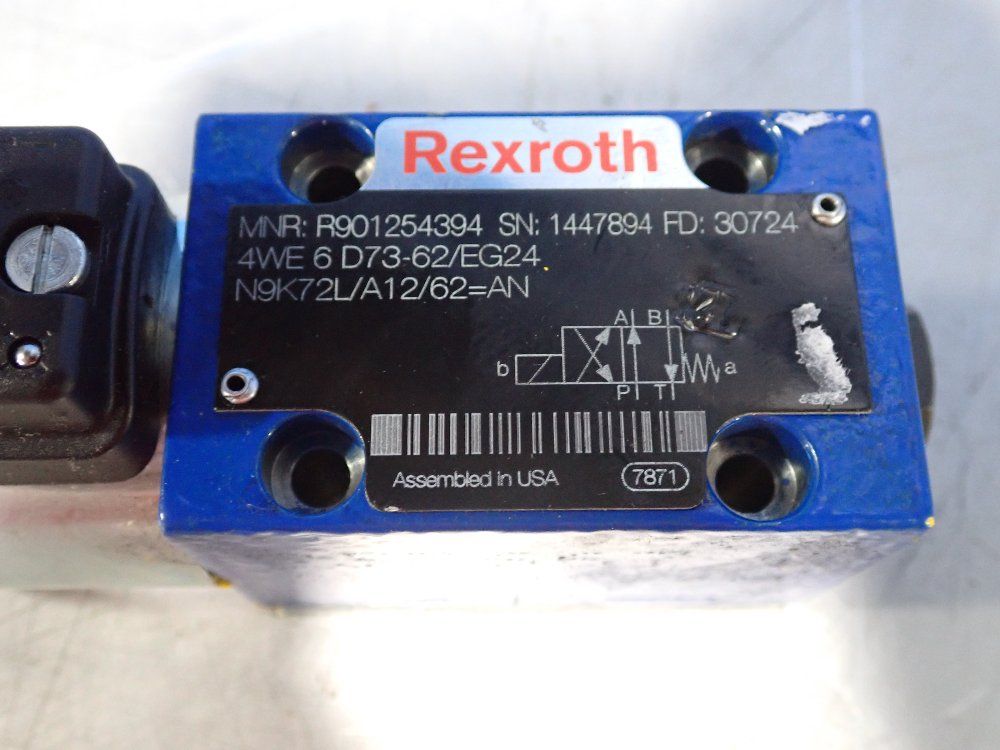 Rexroth
MNR: R901254394 SN: 1447894 FD: 30724
4WE 6 D73-62/EG24
N9K72L/A12/62=AN
A B
b a
P T
Assembled in USA 7871